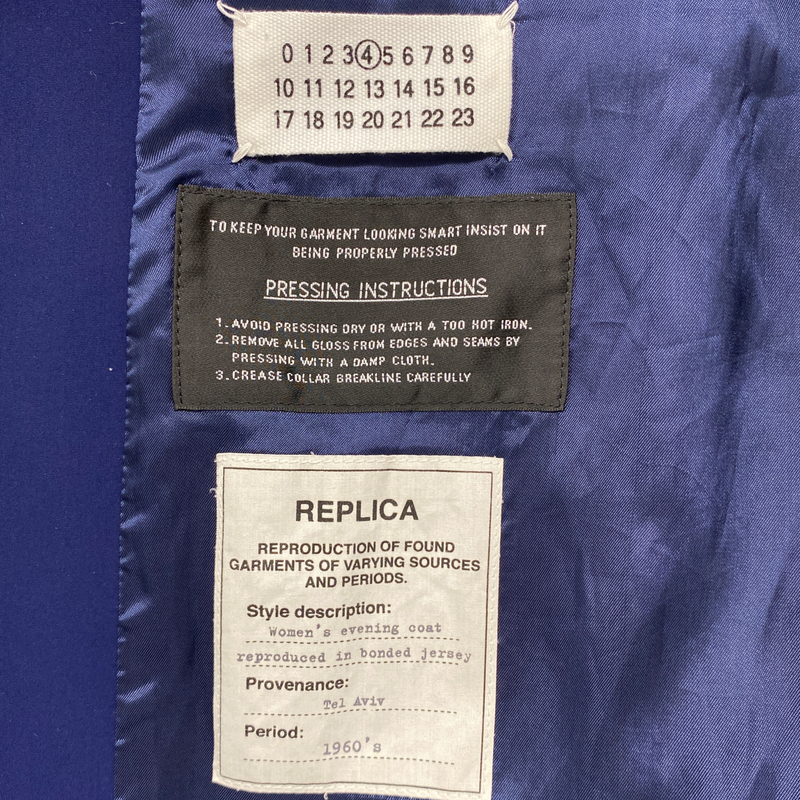 0 1 2 3 4 5 6 7 8 9
10 11 12 13 14 15 16
17 18 19 20 21 22 23
TO KEEP YOUR GARMENT LOOKING SMART INSIST ON IT
BEING PROPERLY PRESSED
PRESSING INSTRUCTIONS
1. AVOID PRESSING DRY OR WITH A TOO HOT IRON.
2. REMOVE ALL GLOSS FROM EDGES AND SEAMS BY
PRESSING WITH A DAMP CLOTH.
3. CREASE COLLAR BREAKLINE CAREFULLY
REPLICA
REPRODUCTION OF FOUND
GARMENTS OF VARYING SOURCES
AND PERIODS.
Style description:
Women's evening coat
reproduced in bonded jersey
Provenance:
Tel Aviv
Period:
1960's